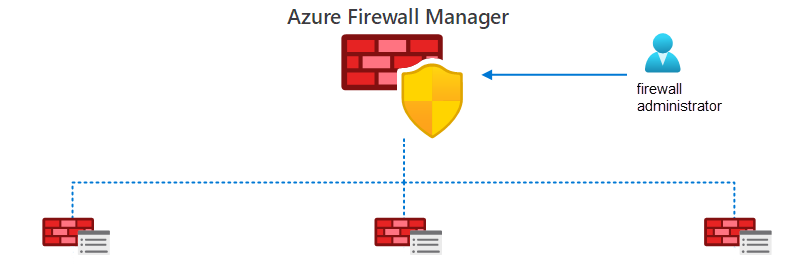 Azure Firewall Manager
firewall
administrator